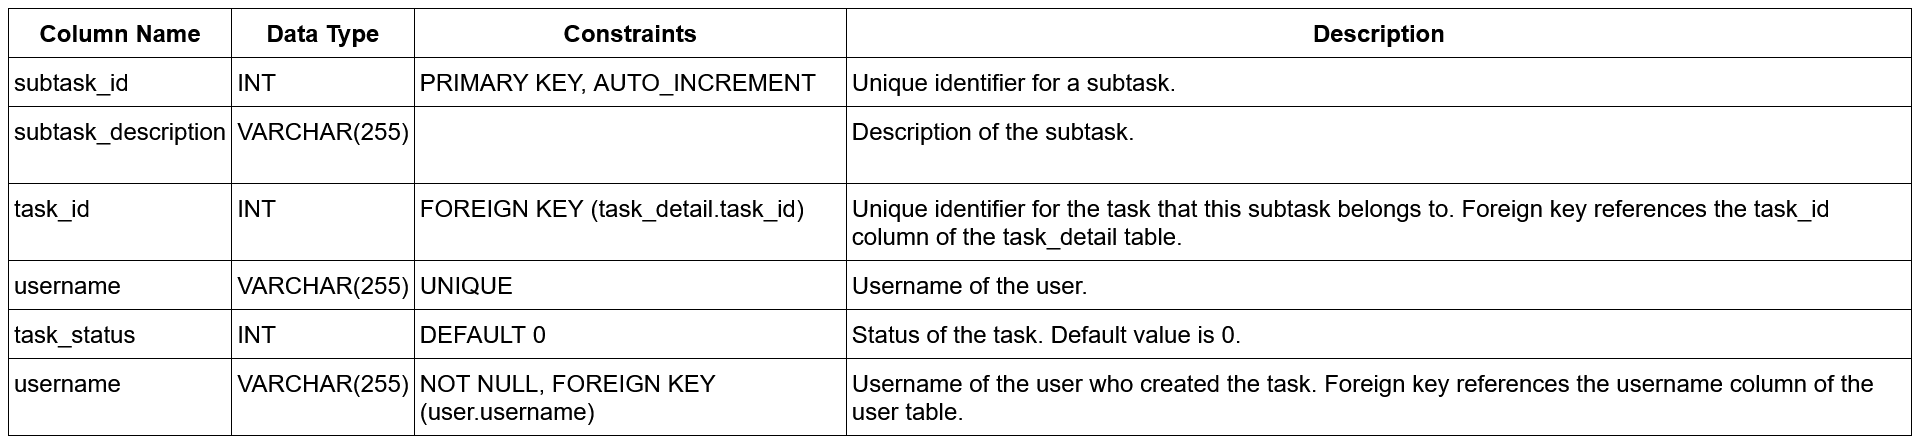 Column Name Data Type Constraints Description
subtask_id INT PRIMARY KEY, AUTO_INCREMENT Unique identifier for a subtask.
subtask_description VARCHAR(255) Description of the subtask.
task_id INT FOREIGN KEY (task_detail.task_id) Unique identifier for the task that this subtask belongs to. Foreign key references the task_id
column of the task_detail table.
username VARCHAR(255) UNIQUE Username of the user.
task_status INT DEFAULT 0 Status of the task. Default value is 0.
username VARCHAR(255) NOT NULL, FOREIGN KEY Username of the user who created the task. Foreign key references the username column of the
(user.username) user table.